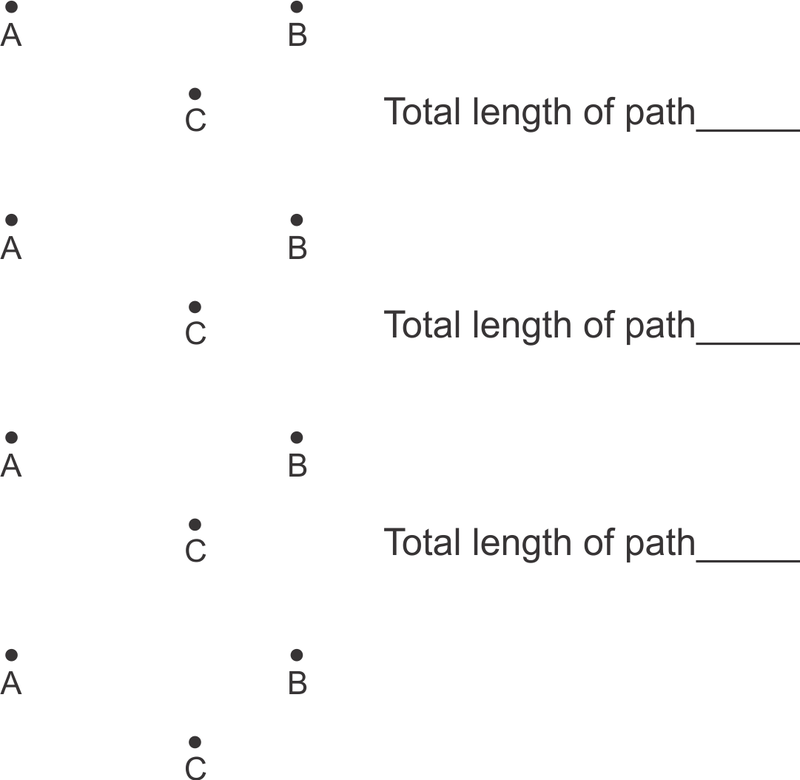 A B
C Total length of path______
A B
C Total length of path______
A B
C Total length of path______
A B
C